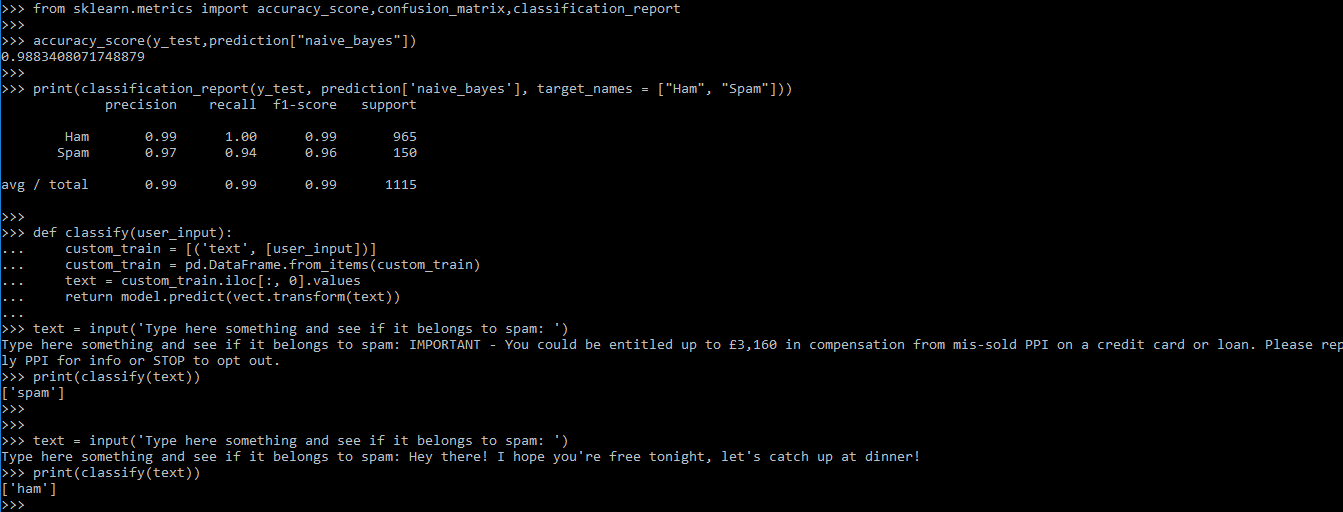 >>> from sklearn.metrics import accuracy_score,confusion_matrix,classification_report
>>>
>>> accuracy_score(y_test,prediction["naive_bayes"])
0.9883408071748879
>>>
>>> print(classification_report(y_test, prediction['naive_bayes'], target_names = ["Ham", "Spam"]))
             precision    recall  f1-score   support

        Ham       0.99      1.00      0.99       965
       Spam       0.97      0.94      0.96       150

avg / total       0.99      0.99      0.99      1115

>>>
>>> def classify(user_input):
...     custom_train = [('text', [user_input])]
...     custom_train = pd.DataFrame.from_items(custom_train)
...     text = custom_train.iloc[:, 0].values
...     return model.predict(vect.transform(text))
...
>>> text = input('Type here something and see if it belongs to spam: ')
Type here something and see if it belongs to spam: IMPORTANT - You could be entitled up to £3,160 in compensation from mis-sold PPI on a credit card or loan. Please rep
ly PPI for info or STOP to opt out.
>>> print(classify(text))
['spam']
>>>
>>>
>>> text = input('Type here something and see if it belongs to spam: ')
Type here something and see if it belongs to spam: Hey there! I hope you're free tonight, let's catch up at dinner!
>>> print(classify(text))
['ham']
>>>